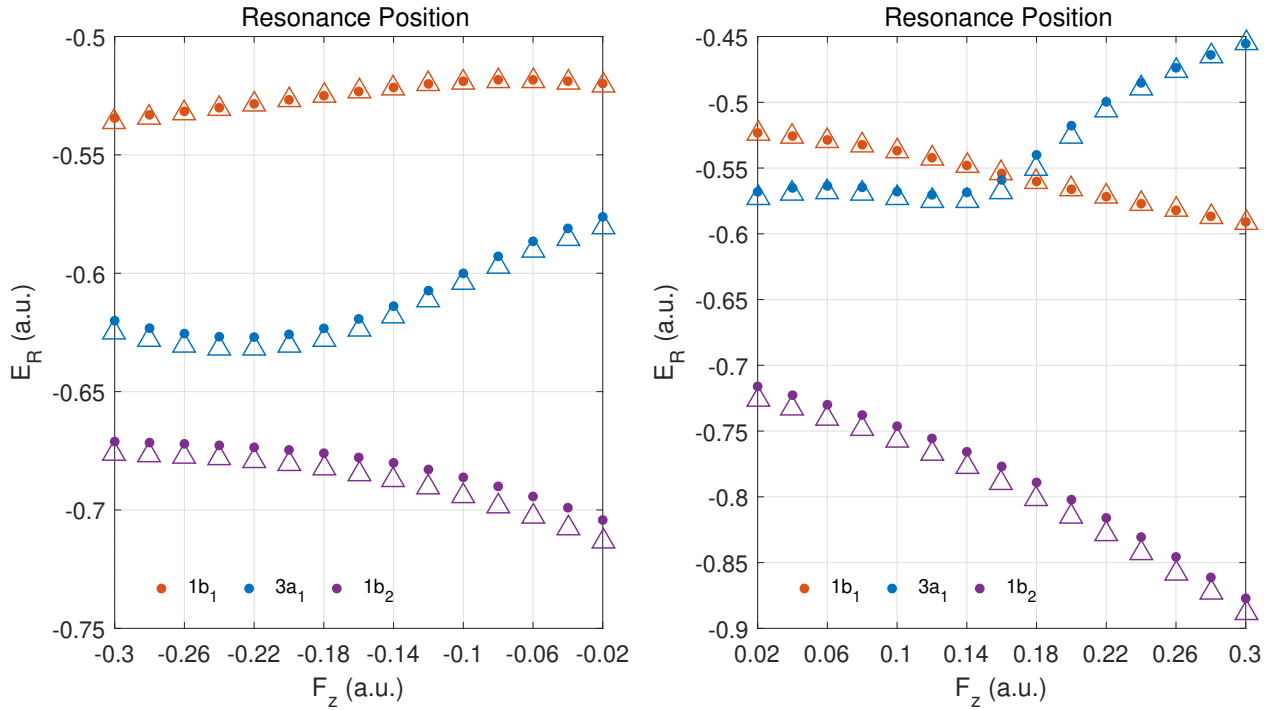 Resonance Position
-0.5
-0.55
-0.6
-0.65
-0.7
-0.75
E_R (a.u.)
1b_1 3a_1 1b_2
-0.3 -0.26 -0.22 -0.18 -0.14 -0.1 -0.06 -0.02
F_z (a.u.)
Resonance Position
-0.45
-0.5
-0.55
-0.6
-0.65
-0.7
-0.75
-0.8
-0.85
-0.9
E_R (a.u.)
1b_1 3a_1 1b_2
0.02 0.06 0.1 0.14 0.18 0.22 0.26 0.3
F_z (a.u.)